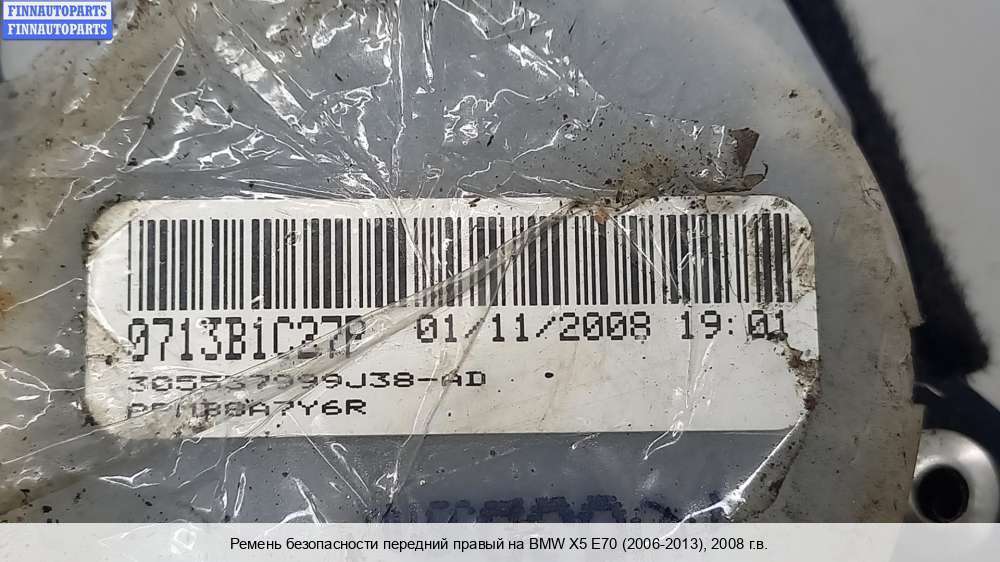 FINNAUTOPARTS
FINNAUTOPARTS
0713B1C27P 01/11/2008 19:01
305537999J38-AD
Ремень безопасности передний правый на BMW X5 E70 (2006-2013), 2008 г.в.